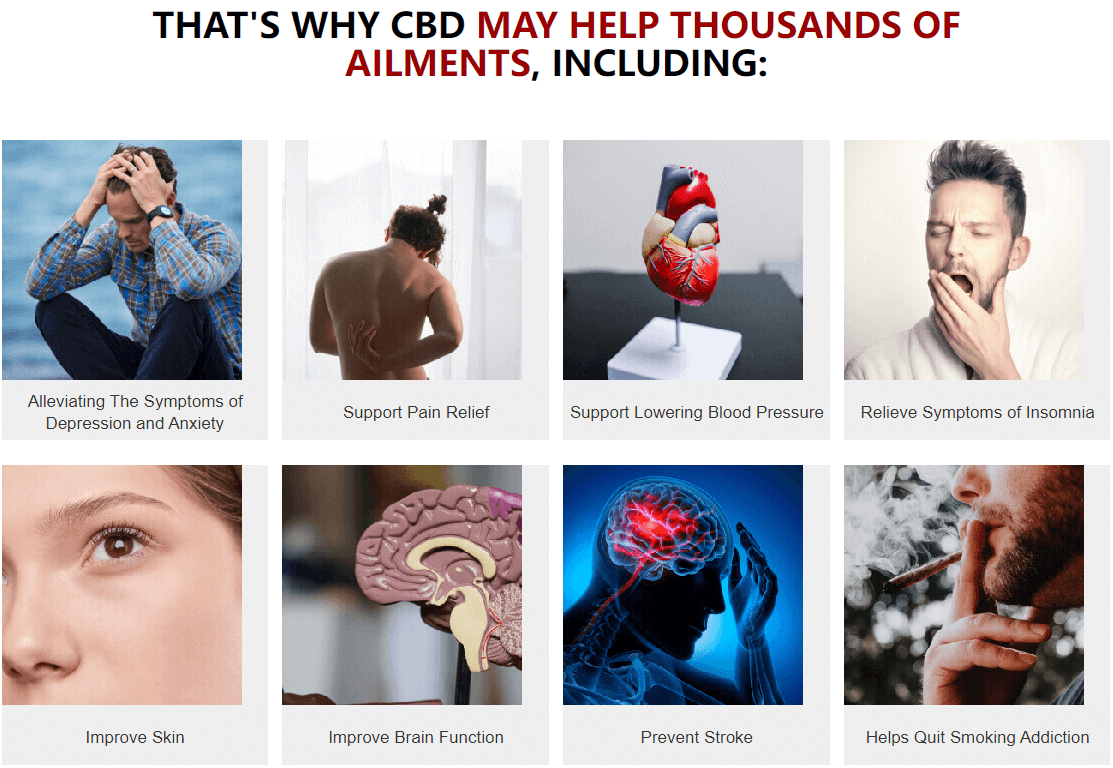 THAT'S WHY CBD MAY HELP THOUSANDS OF
AILMENTS, INCLUDING:
Alleviating The Symptoms of
Depression and Anxiety
Support Pain Relief
Support Lowering Blood Pressure
Relieve Symptoms of Insomnia
Improve Skin
Improve Brain Function
Prevent Stroke
Helps Quit Smoking Addiction